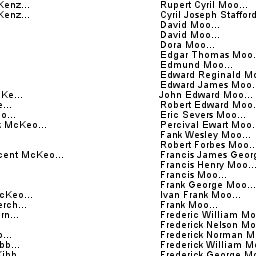 Kenz... Rupert Cyril Moo...
Kenz... Cyril Joseph Stafford
David Moo...
David Moo...
Dora Moo...
Edgar Thomas Moo...
Edmund Moo...
Edward Reginald Mo
Edward James Moo.
Ke... John Edward Moo...
e... Robert Edward Moo...
o... Eric Severs Moo...
McKeo... Percival Ewart Moo...
Fank Wesley Moo...
Robert Forbes Moo...
cent McKeo... Francis James Georg
Francis Henry Moo...
Francis Moo...
Frank George Moo...
cKeo... Ivan Frank Moo...
erch... Frank Moo...
rn... Frederic William Mo
Frederick Nelson Mo
o... Frederick Norman M
bb... Frederick William M
Frederick George Mo